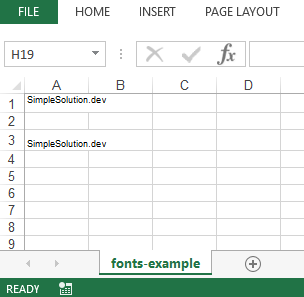 FILE HOME INSERT PAGE LAYOUT
H19 fx
A B C D
1 SimpleSolution.dev
2
3 SimpleSolution.dev
4
5
6
7
8
9
fonts-example
READY